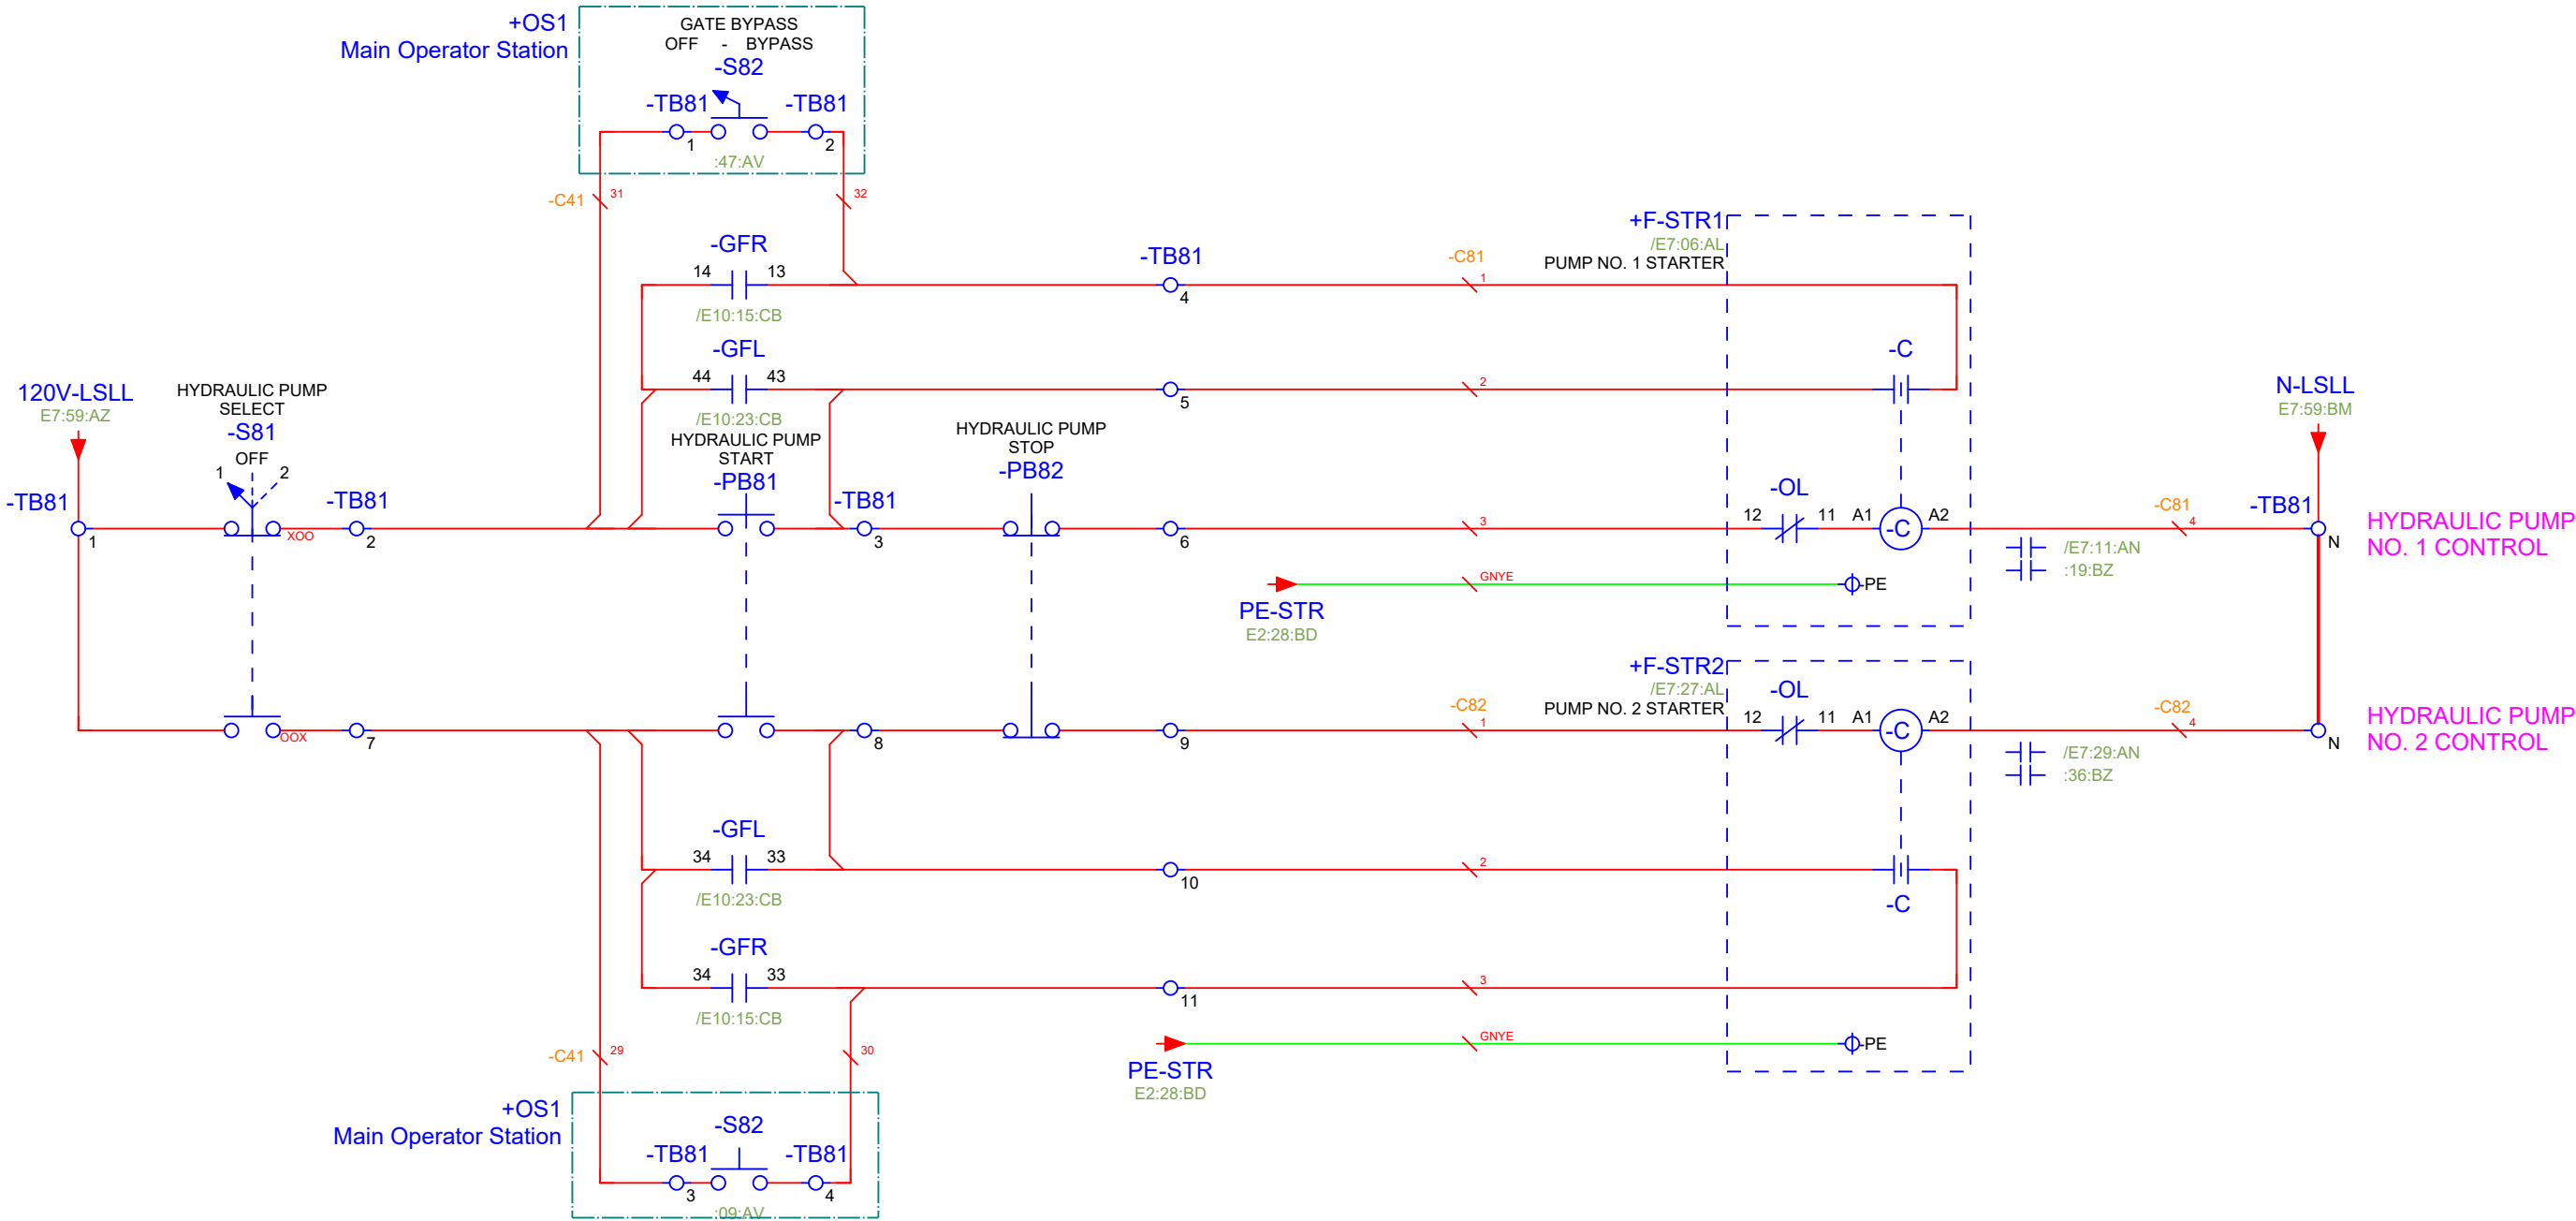 +OS1
Main Operator Station
GATE BYPASS
OFF - BYPASS
-S82
-TB81
-TB81
1
2
:47:AV
-C41
31
32
-GFR
14
13
/E10:15:CB
-TB81
4
-C81
1
+F-STR1
/E7:06:AL
PUMP NO. 1 STARTER
-GFL
44
43
/E10:23:CB
5
2
-C
120V-LSLL
E7:59:AZ
HYDRAULIC PUMP
SELECT
-S81
OFF
1
2
-TB81
1
XOO
-TB81
2
HYDRAULIC PUMP
START
-PB81
-TB81
3
HYDRAULIC PUMP
STOP
-PB82
6
3
-OL
12
11
A1
-C
A2
/E7:11:AN
:19:BZ
-C81
4
N-LSLL
E7:59:BM
-TB81
N
HYDRAULIC PUMP
NO. 1 CONTROL
PE-STR
E2:28:BD
GNYE
-PE
OOX
7
8
9
-C82
1
+F-STR2
/E7:27:AL
PUMP NO. 2 STARTER
-OL
12
11
A1
-C
A2
/E7:29:AN
:36:BZ
-C82
4
N
HYDRAULIC PUMP
NO. 2 CONTROL
-GFL
34
33
/E10:23:CB
10
2
-C
-GFR
34
33
/E10:15:CB
11
3
PE-STR
E2:28:BD
GNYE
-PE
-C41
29
30
+OS1
Main Operator Station
-S82
-TB81
-TB81
3
4
:09:AV